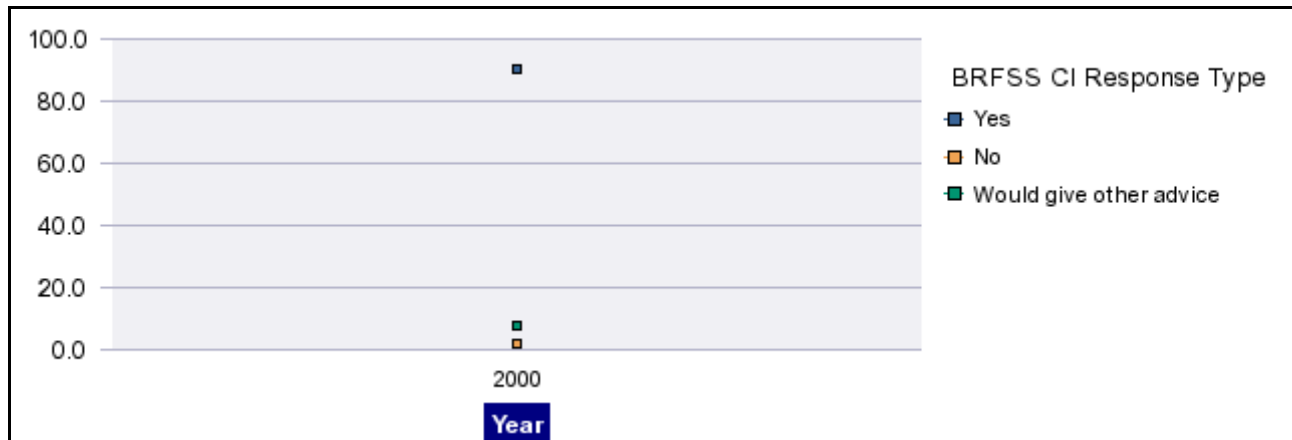 100.0
80.0
60.0
40.0
20.0
0.0
2000
Year
BRFSS CI Response Type
Yes
No
Would give other advice